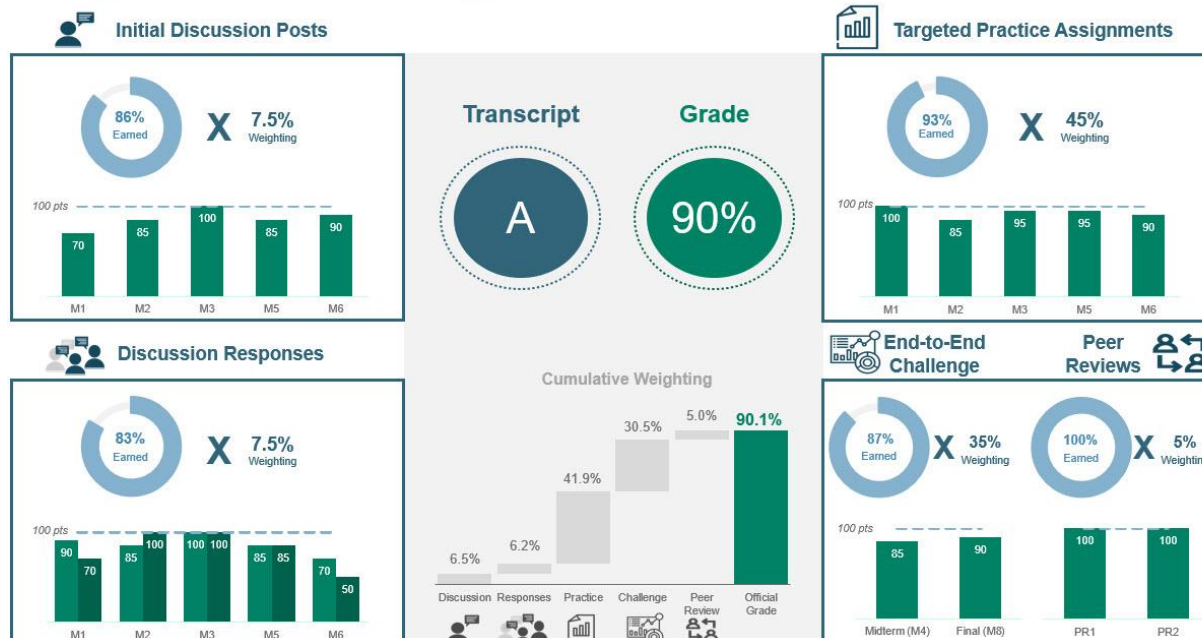 Initial Discussion Posts
86%
Earned
X
7.5%
Weighting
100 pts
70
85
100
85
90
M1
M2
M3
M5
M6
Discussion Responses
83%
Earned
X
7.5%
Weighting
100 pts
90
70
85
100
100
100
85
85
70
50
M1
M2
M3
M5
M6
Transcript
Grade
A
90%
Cumulative Weighting
6.5%
6.2%
41.9%
30.5%
5.0%
90.1%
Discussion
Responses
Practice
Challenge
Peer
Review
Official
Grade
Targeted Practice Assignments
93%
Earned
X
45%
Weighting
100 pts
100
85
95
95
90
M1
M2
M3
M5
M6
End-to-End
Challenge
Peer
Reviews
87%
Earned
X
35%
Weighting
100%
Earned
X
5%
Weightin
100 pts
85
90
100
100
Midterm (M4)
Final (M8)
PR1
PR2